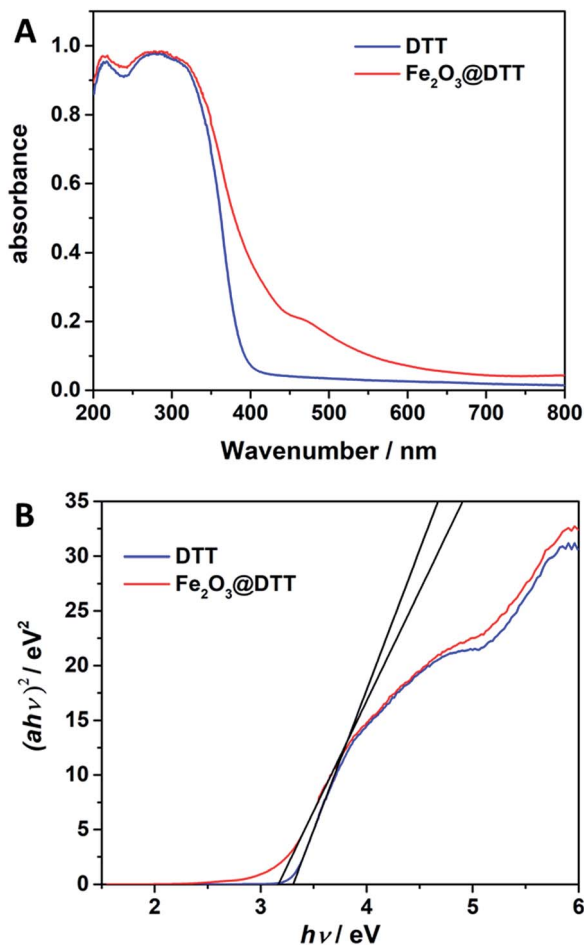 A
DTT
Fe₂O₃@DTT
absorbance
1.0
0.8
0.6
0.4
0.2
0.0
200 300 400 500 600 700 800
Wavenumber / nm
B
DTT
Fe₂O₃@DTT
(ahν)² / eV²
35
30
25
20
15
10
5
0
2 3 4 5 6
hν / eV